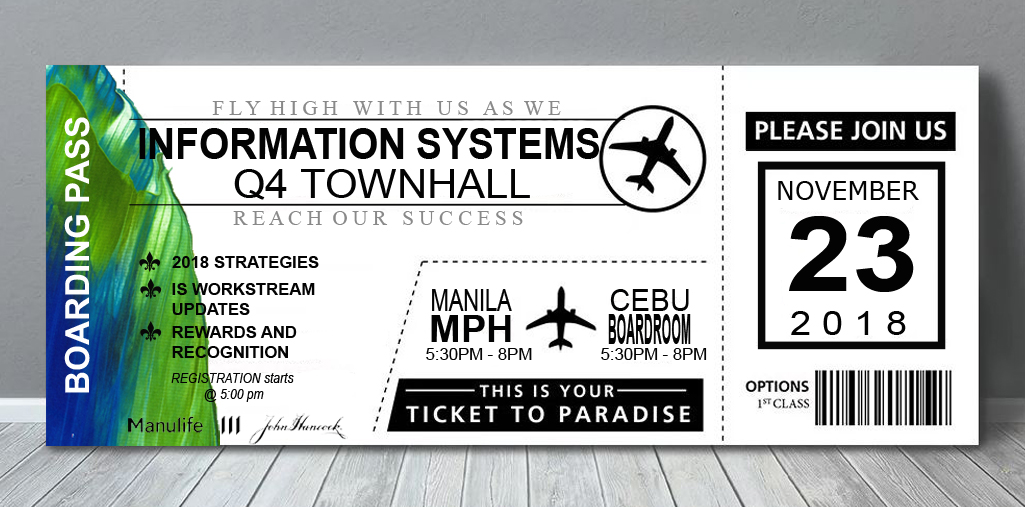 BOARDING PASS
FLY HIGH WITH US AS WE
INFORMATION SYSTEMS
Q4 TOWNHALL
REACH OUR SUCCESS
2018 STRATEGIES
IS WORKSTREAM
UPDATES
REWARDS AND
RECOGNITION
REGISTRATION starts
@ 5:00 pm
Manulife
John Hancock
MANILA
MPH
5:30PM - 8PM
CEBU
BOARDROOM
5:30PM - 8PM
THIS IS YOUR
TICKET TO PARADISE
PLEASE JOIN US
NOVEMBER
23
2018
OPTIONS
1ST CLASS